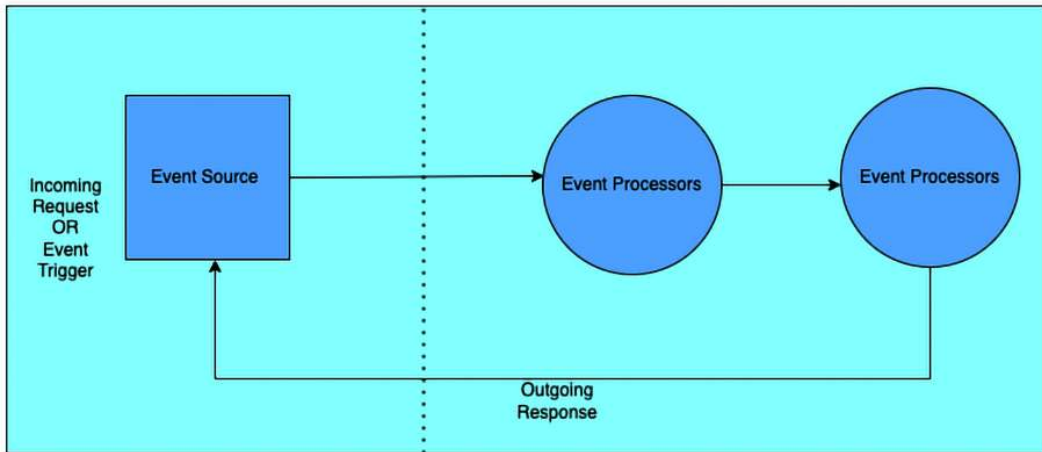 Incoming
Request
OR
Event
Trigger
Event Source
Event Processors
Event Processors
Outgoing
Response